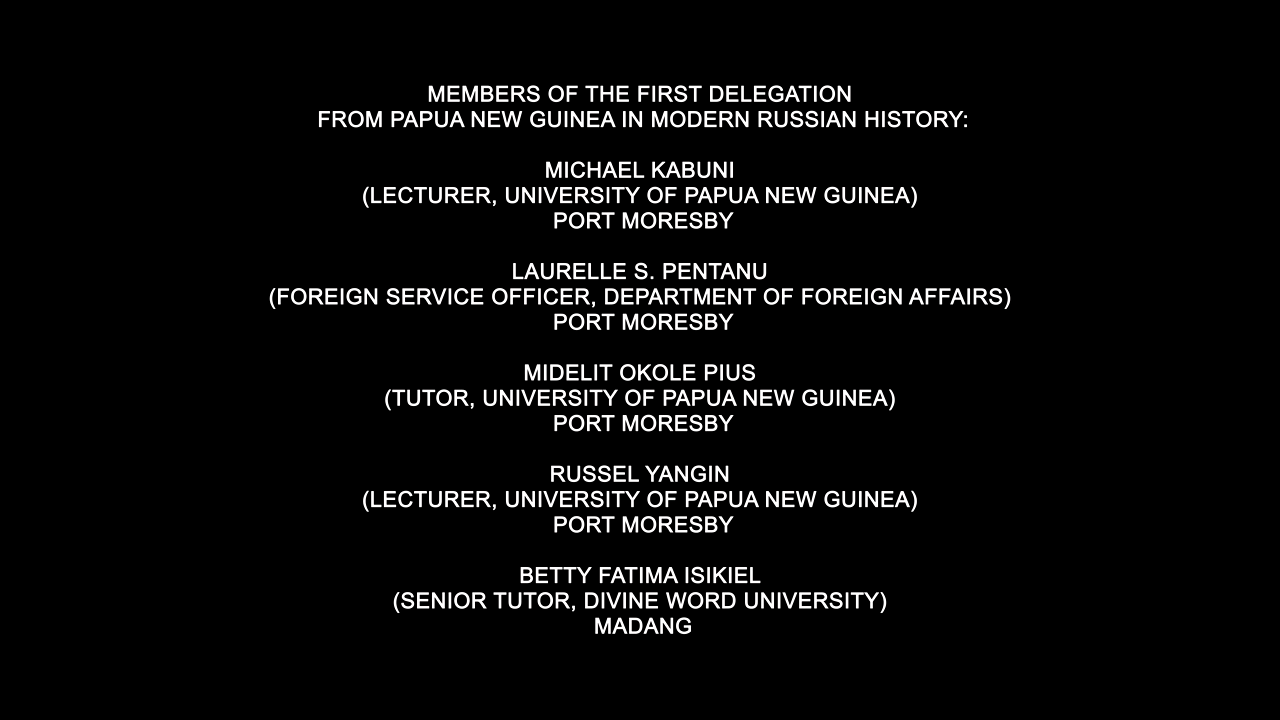 MEMBERS OF THE FIRST DELEGATION
FROM PAPUA NEW GUINEA IN MODERN RUSSIAN HISTORY:
MICHAEL KABUNI
(LECTURER, UNIVERSITY OF PAPUA NEW GUINEA)
PORT MORESBY
LAURELLE S. PENTANU
(FOREIGN SERVICE OFFICER, DEPARTMENT OF FOREIGN AFFAIRS)
PORT MORESBY
MIDELIT OKOLE PIUS
(TUTOR, UNIVERSITY OF PAPUA NEW GUINEA)
PORT MORESBY
RUSSEL YANGIN
(LECTURER, UNIVERSITY OF PAPUA NEW GUINEA)
PORT MORESBY
BETTY FATIMA ISIKIEL
(SENIOR TUTOR, DIVINE WORD UNIVERSITY)
MADANG